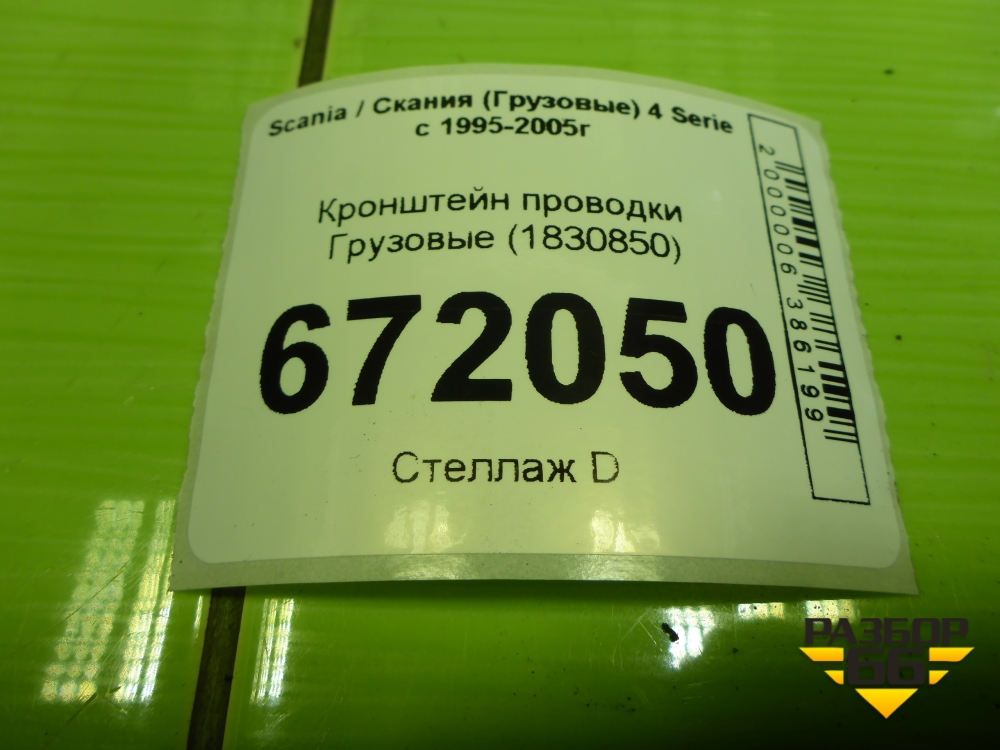 Scania / Скания (Грузовые) 4 Serie
с 1995-2005г
Кронштейн проводки
Грузовые (1830850)
672050
Стеллаж D
2000006386199
РАЗБОР
66